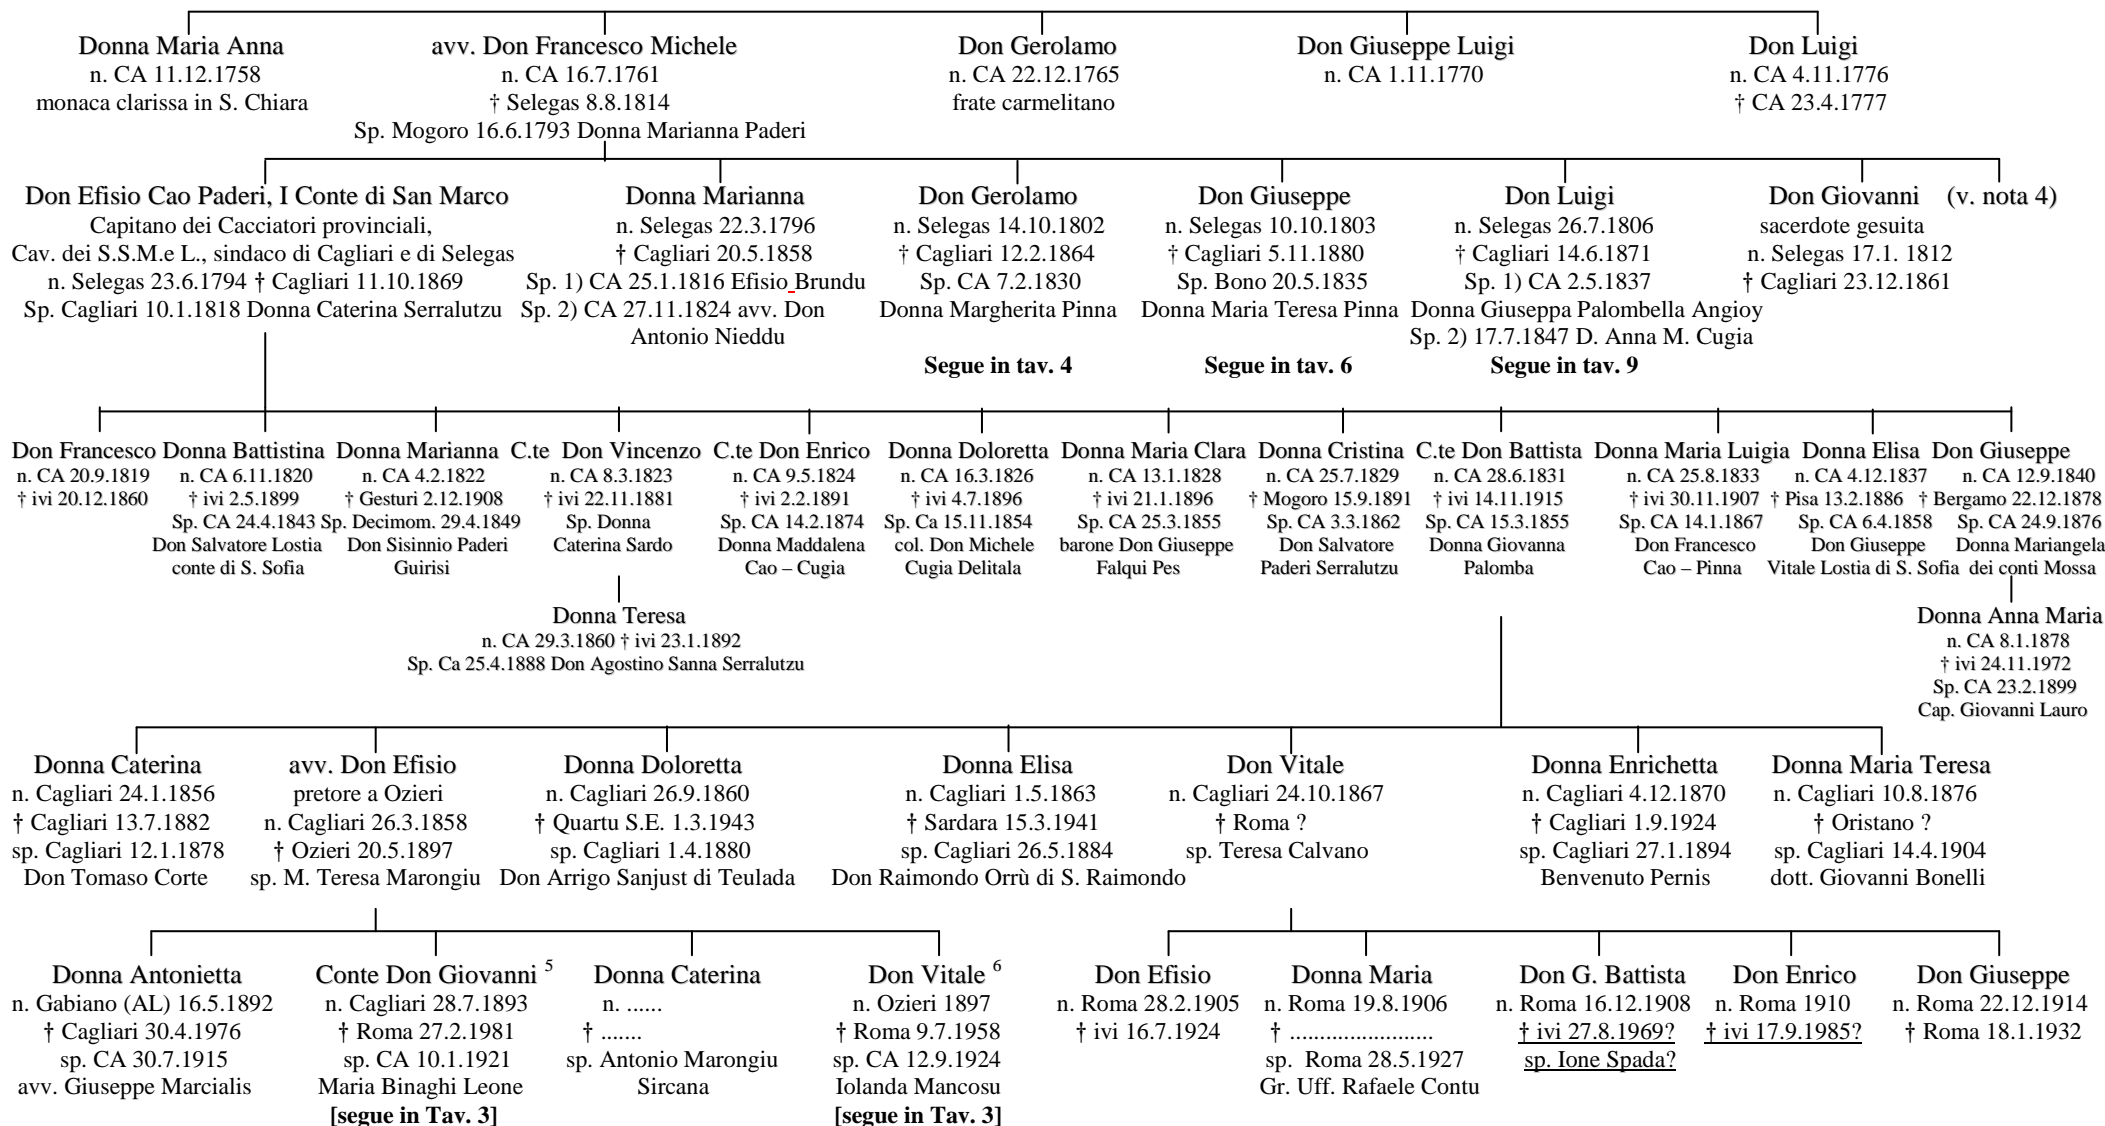 Donna Maria Anna
n. CA 11.12.1758
monaca clarissa in S. Chiara
avv. Don Francesco Michele
n. CA 16.7.1761
† Selegas 8.8.1814
Sp. Mogoro 16.6.1793 Donna Marianna Paderi
Don Gerolamo
n. CA 22.12.1765
frate carmelitano
Don Giuseppe Luigi
n. CA 1.11.1770
Don Luigi
n. CA 4.11.1776
† CA 23.4.1777
Don Efisio Cao Paderi, I Conte di San Marco
Capitano dei Cacciatori provinciali,
Cav. dei S.S.M.e L., sindaco di Cagliari e di Selegas
n. Selegas 23.6.1794 † Cagliari 11.10.1869
Sp. Cagliari 10.1.1818 Donna Caterina Serralutzu
Donna Marianna
n. Selegas 22.3.1796
† Cagliari 20.5.1858
Sp. 1) CA 25.1.1816 Efisio Brundu
Sp. 2) CA 27.11.1824 avv. Don
Antonio Nieddu
Don Gerolamo
n. Selegas 14.10.1802
† Cagliari 12.2.1864
Sp. CA 7.2.1830
Donna Margherita Pinna
Segue in tav. 4
Don Giuseppe
n. Selegas 10.10.1803
† Cagliari 5.11.1880
Sp. Bono 20.5.1835
Donna Maria Teresa Pinna
Segue in tav. 6
Don Luigi
n. Selegas 26.7.1806
† Cagliari 14.6.1871
Sp. 1) CA 2.5.1837
Donna Giuseppa Palombella Angioy
Sp. 2) 17.7.1847 D. Anna M. Cugia
Segue in tav. 9
Don Giovanni
sacerdote gesuita
n. Selegas 17.1. 1812
† Cagliari 23.12.1861
(v. nota 4)
Don Francesco
n. CA 20.9.1819
† ivi 20.12.1860
Donna Battistina
n. CA 6.11.1820
† ivi 2.5.1899
Sp. CA 24.4.1843
Don Salvatore Lostia
conte di S. Sofia
Donna Marianna
n. CA 4.2.1822
† Gesturi 2.12.1908
Sp. Decimom. 29.4.1849
Don Sisinnio Paderi
Guirisi
C.te Don Vincenzo
n. CA 8.3.1823
† ivi 22.11.1881
Sp. Donna
Caterina Sardo
C.te Don Enrico
n. CA 9.5.1824
† ivi 2.2.1891
Sp. CA 14.2.1874
Donna Maddalena
Cao – Cugia
Donna Doloretta
n. CA 16.3.1826
† ivi 4.7.1896
Sp. Ca 15.11.1854
col. Don Michele
Cugia Delitala
Donna Maria Clara
n. CA 13.1.1828
† ivi 21.1.1896
Sp. CA 25.3.1855
barone Don Giuseppe
Falqui Pes
Donna Cristina
n. CA 25.7.1829
† Mogoro 15.9.1891
Sp. CA 3.3.1862
Don Salvatore
Paderi Serralutzu
C.te Don Battista
n. CA 28.6.1831
† ivi 14.11.1915
Sp. CA 15.3.1855
Donna Giovanna
Palomba
Donna Maria Luigia
n. CA 25.8.1833
† ivi 30.11.1907
Sp. CA 14.1.1867
Don Francesco
Cao – Pinna
Donna Elisa
n. CA 4.12.1837
† Pisa 13.2.1886
Sp. CA 6.4.1858
Don Giuseppe
Vitale Lostia di S. Sofia
Don Giuseppe
n. CA 12.9.1840
† Bergamo 22.12.1878
Sp. CA 24.9.1876
Donna Mariangela
dei conti Mossa
Donna Teresa
n. CA 29.3.1860 † ivi 23.1.1892
Sp. Ca 25.4.1888 Don Agostino Sanna Serralutzu
Donna Anna Maria
n. CA 8.1.1878
† ivi 24.11.1972
Sp. CA 23.2.1899
Cap. Giovanni Lauro
Donna Caterina
n. Cagliari 24.1.1856
† Cagliari 13.7.1882
sp. Cagliari 12.1.1878
Don Tomaso Corte
avv. Don Efisio
pretore a Ozieri
n. Cagliari 26.3.1858
† Ozieri 20.5.1897
sp. M. Teresa Marongiu
Donna Doloretta
n. Cagliari 26.9.1860
† Quartu S.E. 1.3.1943
sp. Cagliari 1.4.1880
Don Arrigo Sanjust di Teulada
Donna Elisa
n. Cagliari 1.5.1863
† Sardara 15.3.1941
sp. Cagliari 26.5.1884
Don Raimondo Orrù di S. Raimondo
Don Vitale
n. Cagliari 24.10.1867
† Roma ?
sp. Teresa Calvano
Donna Enrichetta
n. Cagliari 4.12.1870
† Cagliari 1.9.1924
sp. Cagliari 27.1.1894
Benvenuto Pernis
Donna Maria Teresa
n. Cagliari 10.8.1876
† Oristano ?
sp. Cagliari 14.4.1904
dott. Giovanni Bonelli
Donna Antonietta
n. Gabiano (AL) 16.5.1892
† Cagliari 30.4.1976
sp. CA 30.7.1915
avv. Giuseppe Marcialis
Conte Don Giovanni 5
n. Cagliari 28.7.1893
† Roma 27.2.1981
sp. CA 10.1.1921
Maria Binaghi Leone
[segue in Tav. 3]
Donna Caterina
n. ......
† .......
sp. Antonio Marongiu
Sircana
Don Vitale 6
n. Ozieri 1897
† Roma 9.7.1958
sp. CA 12.9.1924
Iolanda Mancosu
[segue in Tav. 3]
Don Efisio
n. Roma 28.2.1905
† ivi 16.7.1924
Donna Maria
n. Roma 19.8.1906
† .......................
sp. Roma 28.5.1927
Gr. Uff. Rafaele Contu
Don G. Battista
n. Roma 16.12.1908
† ivi 27.8.1969?
sp. Ione Spada?
Don Enrico
n. Roma 1910
† ivi 17.9.1985?
Don Giuseppe
n. Roma 22.12.1914
† Roma 18.1.1932